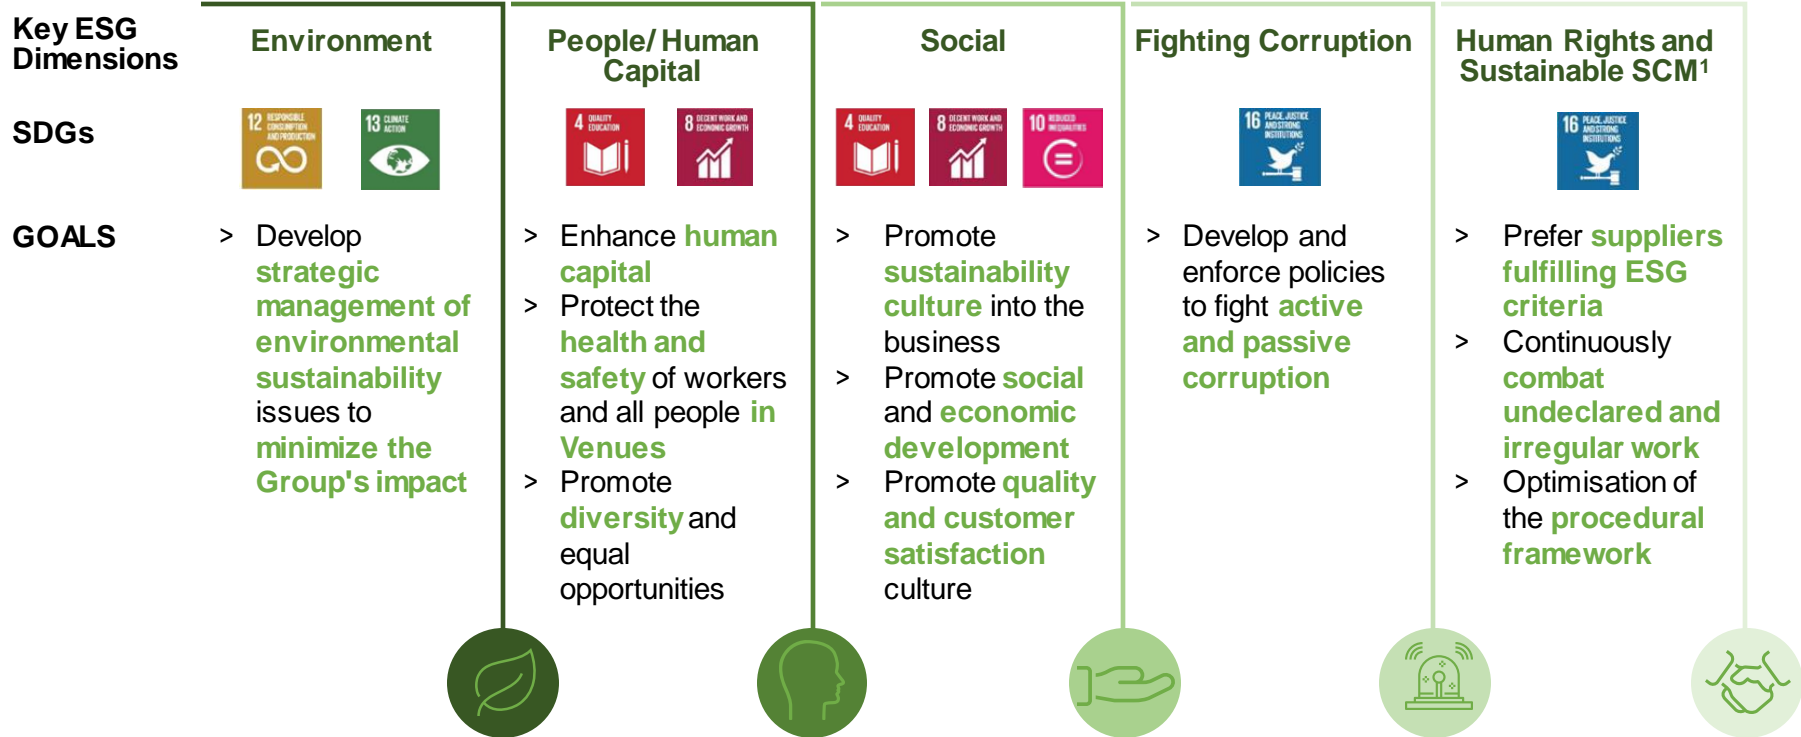 Key ESG
Dimensions
Environment
People/ Human
Capital
Social
Fighting Corruption
Human Rights and
Sustainable SCM¹
SDGs
12 RESPONSIBLE
CONSUMPTION
AND PRODUCTION
13 CLIMATE
ACTION
4 QUALITY
EDUCATION
8 DECENT WORK AND
ECONOMIC GROWTH
4 QUALITY
EDUCATION
8 DECENT WORK AND
ECONOMIC GROWTH
10 REDUCED
INEQUALITIES
16 PEACE, JUSTICE
AND STRONG
INSTITUTIONS
16 PEACE, JUSTICE
AND STRONG
INSTITUTIONS
GOALS
> Develop
strategic
management of
environmental
sustainability
issues to
minimize the
Group's impact
> Enhance human
capital
> Protect the
health and
safety of workers
and all people in
Venues
> Promote
diversity and
equal
opportunities
> Promote
sustainability
culture into the
business
> Promote social
and economic
development
> Promote quality
and customer
satisfaction
culture
> Develop and
enforce policies
to fight active
and passive
corruption
> Prefer suppliers
fulfilling ESG
criteria
> Continuously
combat
undeclared and
irregular work
> Optimisation of
the procedural
framework